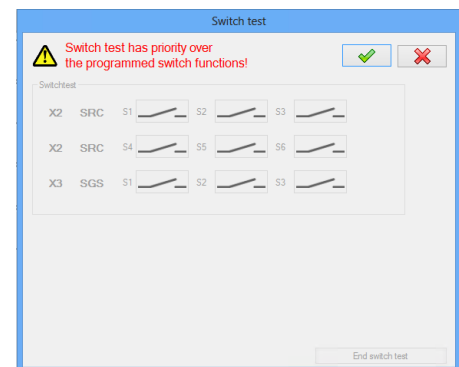 Switch test
Switch test has priority over
the programmed switch functions!
Switchtest
X2 SRC S1 S2 S3
X2 SRC S4 S5 S6
X3 SGS S1 S2 S3
End switch test